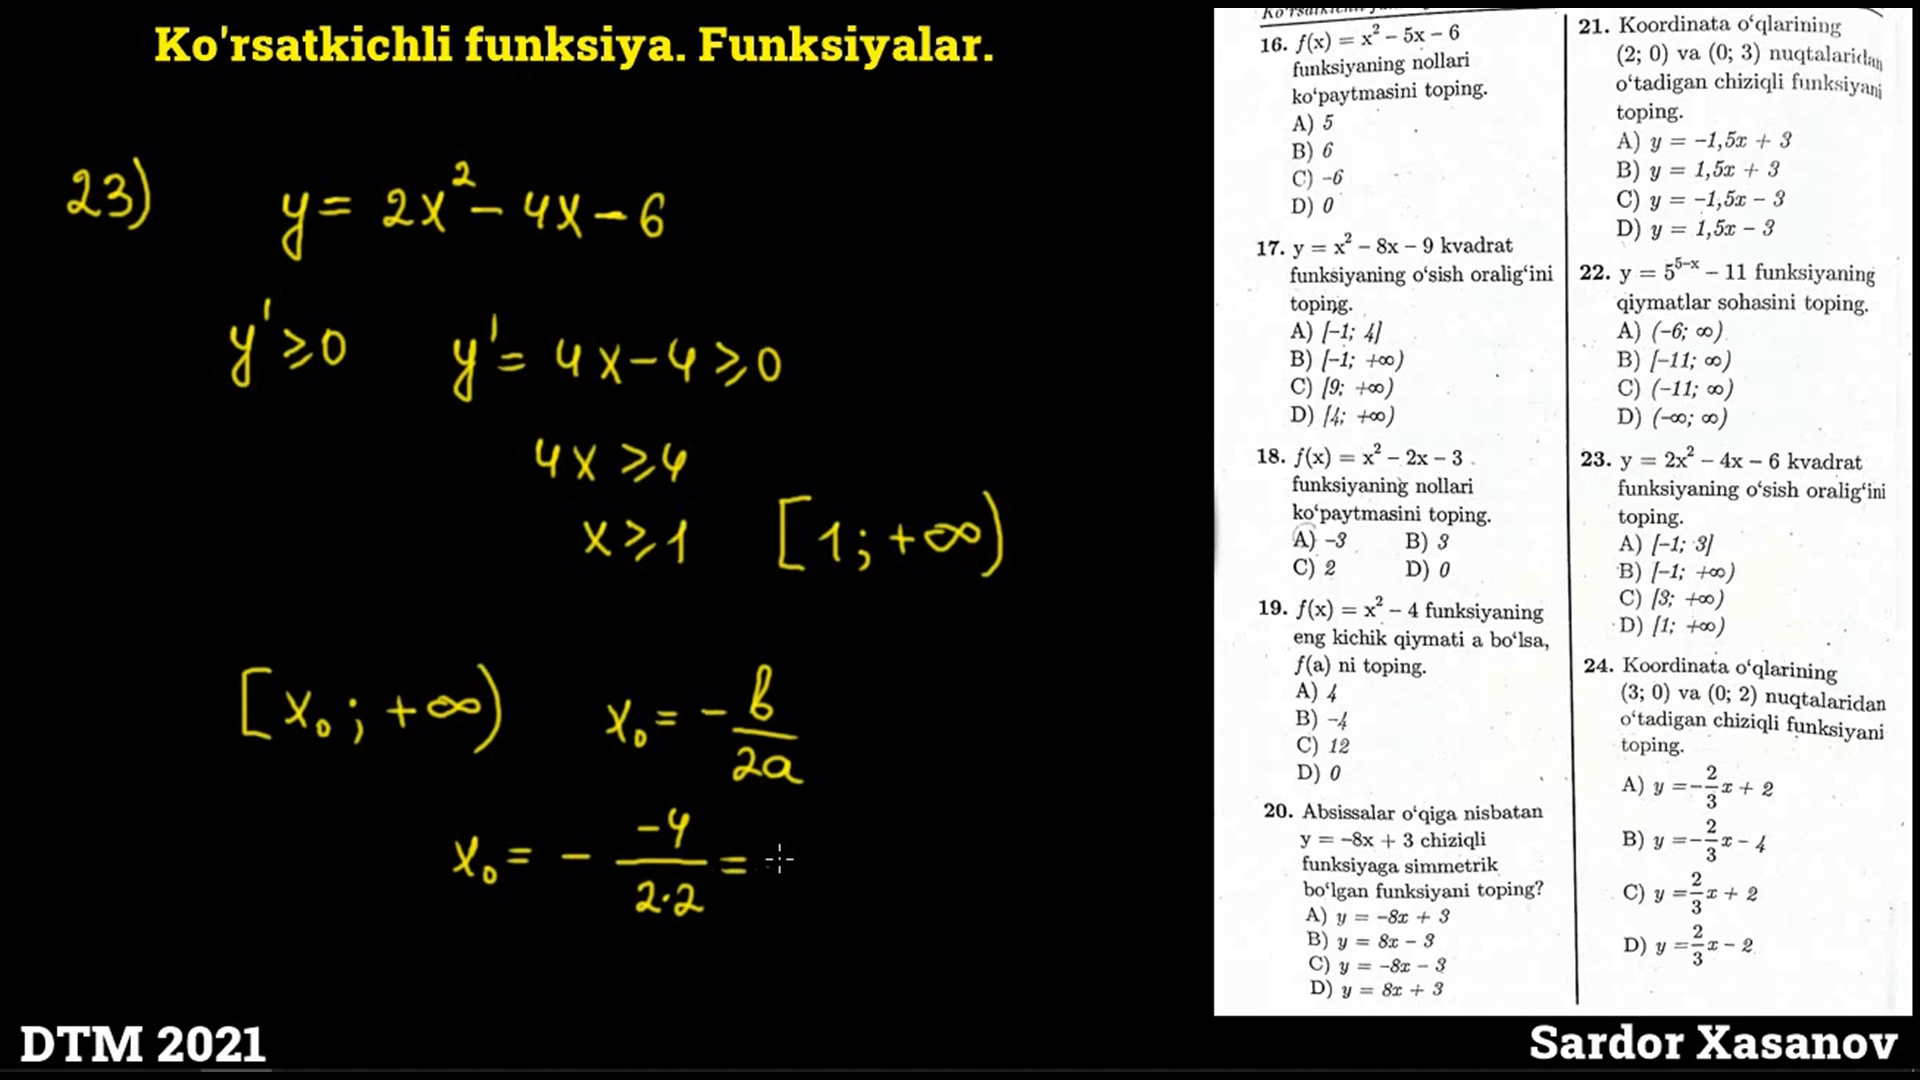 Ko'rsatkichli funksiya. Funksiyalar.
23) y = 2x² - 4x - 6
y' ⩾ 0 y' = 4x - 4 ⩾ 0
4x ⩾ 4
x ⩾ 1 [1; +∞)
[x₀; +∞) x₀ = - b/2a
x₀ = - -4/2·2 =
16. f(x) = x² – 5x – 6
funksiyaning nollari
ko‘paytmasini toping.
A) 5
B) 6
C) –6
D) 0
17. y = x² – 8x – 9 kvadrat
funksiyaning o‘sish oralig‘ini
toping.
A) [–1; 4]
B) [–1; +∞)
C) [9; +∞)
D) [4; +∞)
18. f(x) = x² – 2x – 3
funksiyaning nollari
ko‘paytmasini toping.
A) –3 B) 3
C) 2 D) 0
19. f(x) = x² – 4 funksiyaning
eng kichik qiymati a bo‘lsa,
f(a) ni toping.
A) 4
B) –4
C) 12
D) 0
20. Absissalar o‘qiga nisbatan
y = –8x + 3 chiziqli
funksiyaga simmetrik
bo‘lgan funksiyani toping?
A) y = –8x + 3
B) y = 8x – 3
C) y = –8x – 3
D) y = 8x + 3
21. Koordinata o‘qlarining
(2; 0) va (0; 3) nuqtalaridan
o‘tadigan chiziqli funksiyani
toping.
A) y = –1,5x + 3
B) y = 1,5x + 3
C) y = –1,5x – 3
D) y = 1,5x – 3
22. y = 5⁵⁻ˣ – 11 funksiyaning
qiymatlar sohasini toping.
A) (–6; ∞)
B) [–11; ∞)
C) (–11; ∞)
D) (–∞; ∞)
23. y = 2x² – 4x – 6 kvadrat
funksiyaning o‘sish oralig‘ini
toping.
A) [–1; 3]
B) [–1; +∞)
C) [3; +∞)
D) [1; +∞)
24. Koordinata o‘qlarining
(3; 0) va (0; 2) nuqtalaridan
o‘tadigan chiziqli funksiyani
toping.
A) y = –2/3x + 2
B) y = –2/3x – 4
C) y = 2/3x + 2
D) y = 2/3x – 2
DTM 2021
Sardor Xasanov